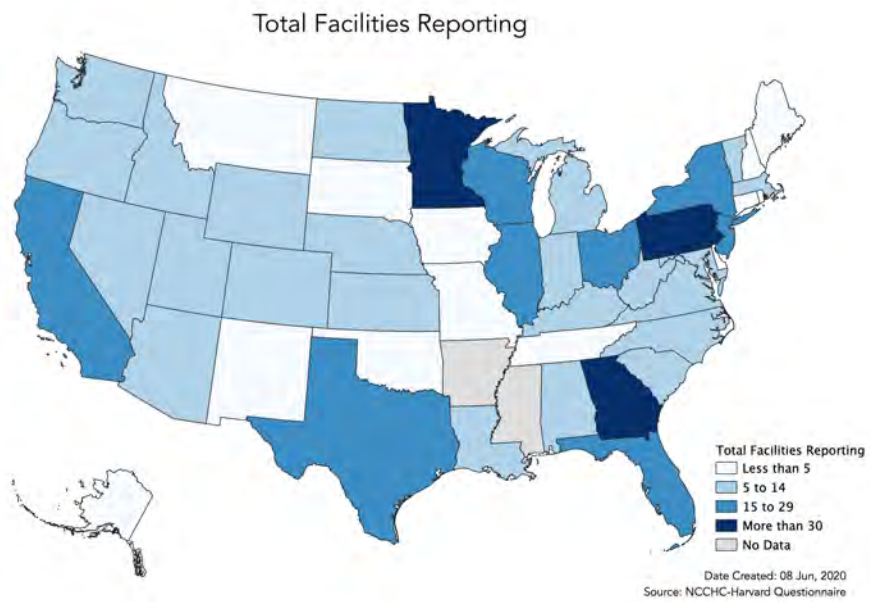 Total Facilities Reporting
Total Facilities Reporting
Less than 5
5 to 14
15 to 29
More than 30
No Data
Date Created: 08 Jun, 2020
Source: NCCHC-Harvard Questionnaire